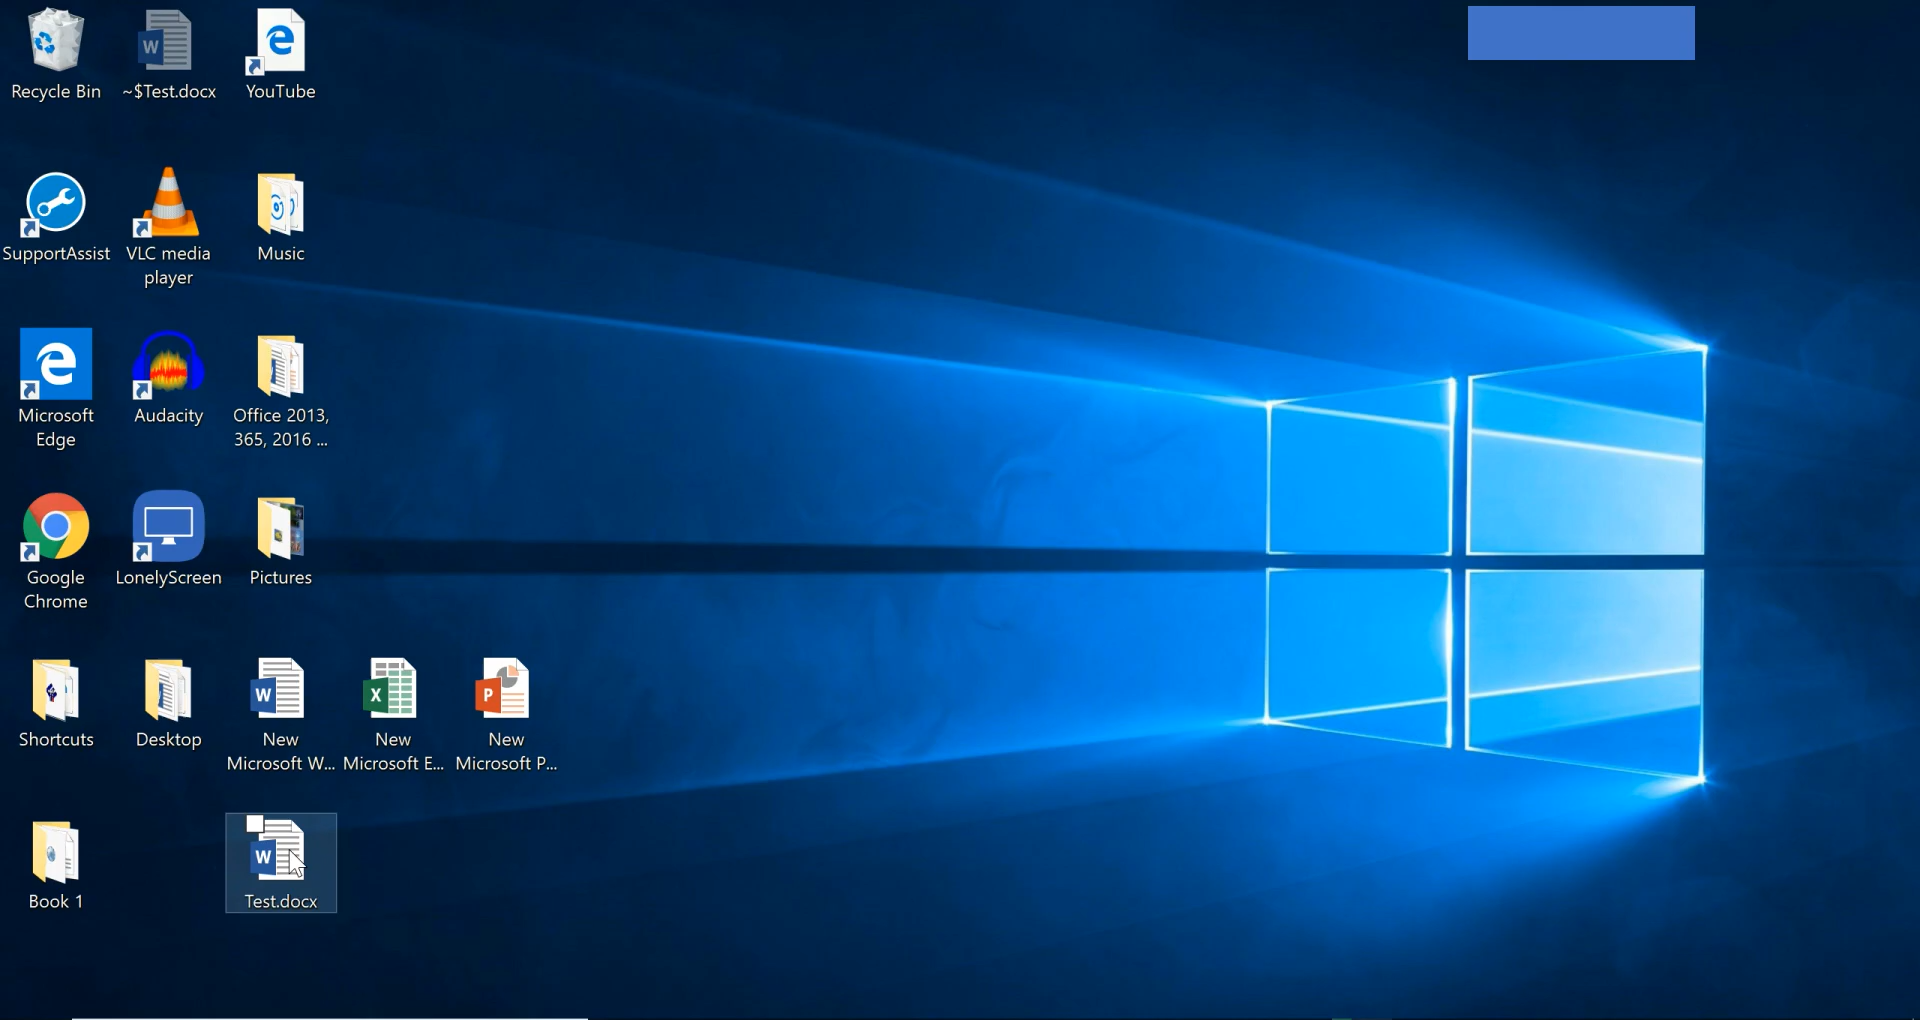 Recycle Bin
~$Test.docx
YouTube
SupportAssist
VLC media
player
Music
Microsoft
Edge
Audacity
Office 2013,
365, 2016 ...
Google
Chrome
LonelyScreen
Pictures
Shortcuts
Desktop
New
Microsoft W...
New
Microsoft E...
New
Microsoft P...
Book 1
Test.docx